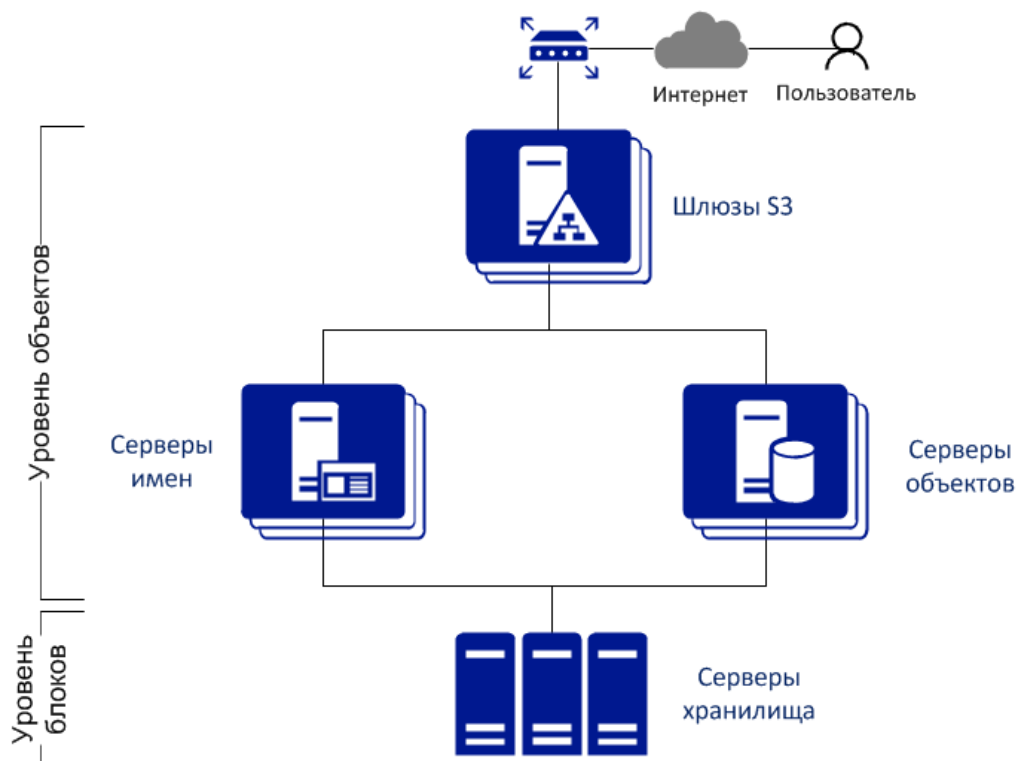 Интернет
Пользователь
Шлюзы S3
Уровень объектов
Серверы
имен
Серверы
объектов
Уровень
блоков
Серверы
хранилища